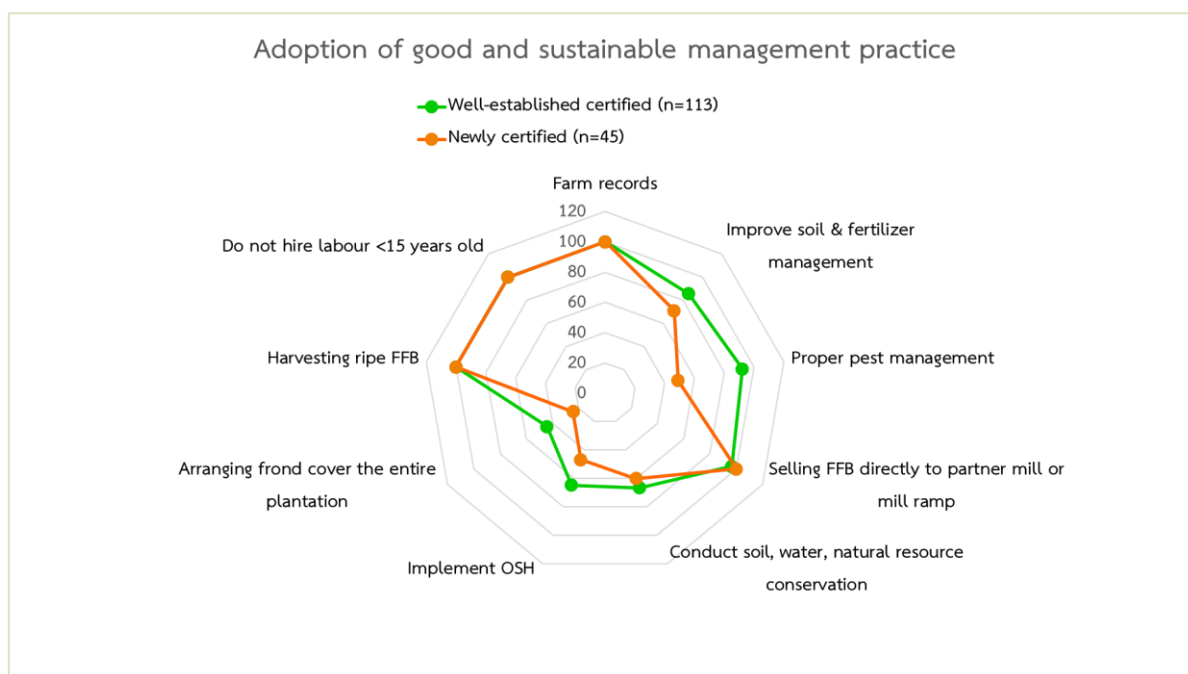 Adoption of good and sustainable management practice
Well-established certified (n=113)
Newly certified (n=45)
Farm records
120
100
80
60
40
20
0
Improve soil & fertilizer
management
Proper pest management
Selling FFB directly to partner mill or
mill ramp
Conduct soil, water, natural resource
conservation
Implement OSH
Arranging frond cover the entire
plantation
Harvesting ripe FFB
Do not hire labour <15 years old